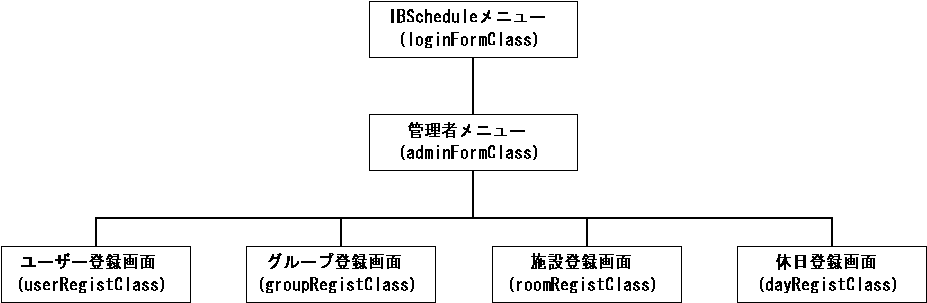 IBScheduleメニュー
(loginFormClass)
管理者メニュー
(adminFormClass)
ユーザー登録画面
(userRegistClass)
グループ登録画面
(groupRegistClass)
施設登録画面
(roomRegistClass)
休日登録画面
(dayRegistClass)